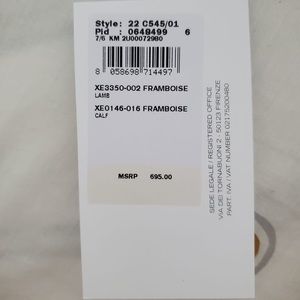 Style: 22 C545/01
Pid : 0649499 6
7/6 KM 2U00072980
8 058698 714497
XE3350-002 FRAMBOISE
LAMB
XE0146-016 FRAMBOISE
CALF
MSRP 695.00
SEDE LEGALE / REGISTERED OFFICE
VIA DEI TORNABUONI 2 - 50123 FIRENZE
PART. IVA / VAT NUMBER 02175200480